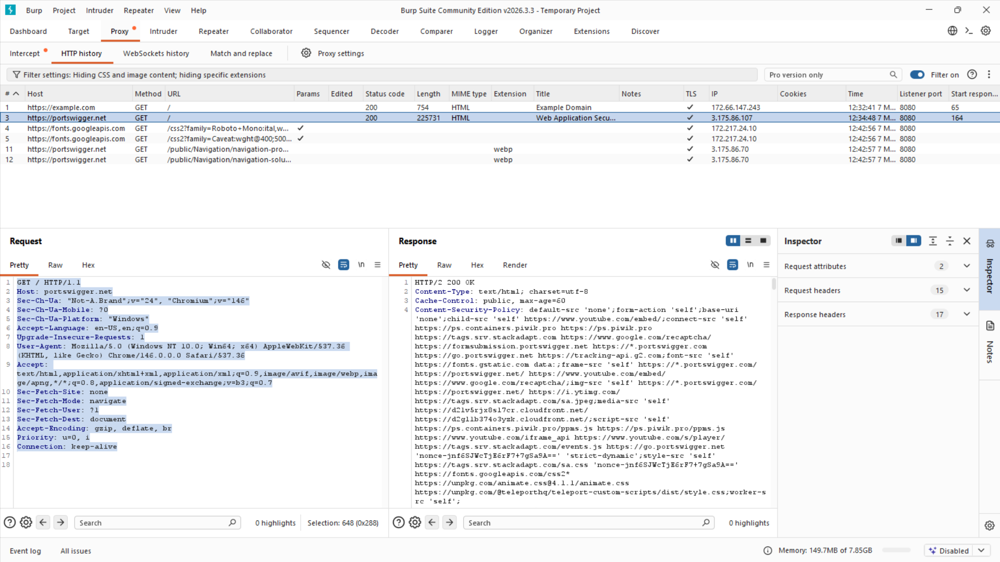 Burp Project Intruder Repeater View Help Burp Suite Community Edition v2026.3.3 - Temporary Project
Dashboard Target Proxy Intruder Repeater Collaborator Sequencer Decoder Comparer Logger Organizer Extensions Discover
Intercept HTTP history WebSockets history Match and replace Proxy settings
Filter settings: Hiding CSS and image content; hiding specific extensions Pro version only Filter on
# Host Method URL Params Edited Status code Length MIME type Extension Title Notes TLS IP Cookies Time Listener port Start respon...
1 https://example.com GET / 200 754 HTML Example Domain ✓ 172.66.147.243 12:32:41 7 M... 8080 65
3 https://portswigger.net GET / 200 225731 HTML Web Application Secu... ✓ 3.175.86.107 12:34:48 7 M... 8080 164
4 https://fonts.googleapis.com GET /css2?family=Roboto+Mono:ital,w... ✓ ✓ 172.217.24.10 12:42:56 7 M... 8080
5 https://fonts.googleapis.com GET /css2?family=Caveat:wght@400;500... ✓ ✓ 172.217.24.10 12:42:56 7 M... 8080
11 https://portswigger.net GET /public/Navigation/navigation-pro... webp ✓ 3.175.86.70 12:42:57 7 M... 8080
12 https://portswigger.net GET /public/Navigation/navigation-solu... webp ✓ 3.175.86.70 12:42:57 7 M... 8080
Request
Pretty Raw Hex \n
1 GET / HTTP/1.1
2 Host: portswigger.net
3 Sec-Ch-Ua: "Not-A.Brand";v="24", "Chromium";v="146"
4 Sec-Ch-Ua-Mobile: ?0
5 Sec-Ch-Ua-Platform: "Windows"
6 Accept-Language: en-US,en;q=0.9
7 Upgrade-Insecure-Requests: 1
8 User-Agent: Mozilla/5.0 (Windows NT 10.0; Win64; x64) AppleWebKit/537.36
(KHTML, like Gecko) Chrome/146.0.0.0 Safari/537.36
9 Accept:
text/html,application/xhtml+xml,application/xml;q=0.9,image/avif,image/webp,ima
ge/apng,*/*;q=0.8,application/signed-exchange;v=b3;q=0.7
10 Sec-Fetch-Site: none
11 Sec-Fetch-Mode: navigate
12 Sec-Fetch-User: ?1
13 Sec-Fetch-Dest: document
14 Accept-Encoding: gzip, deflate, br
15 Priority: u=0, i
16 Connection: keep-alive
17
18
Search 0 highlights Selection: 648 (0x288)
Response
Pretty Raw Hex Render \n
1 HTTP/2 200 OK
2 Content-Type: text/html; charset=utf-8
3 Cache-Control: public, max-age=60
4 Content-Security-Policy: default-src 'none';form-action 'self';base-uri
'none';child-src 'self' https://www.youtube.com/embed/;connect-src 'self'
https://ps.containers.piwik.pro https://ps.piwik.pro
https://tags.srv.stackadapt.com https://www.google.com/recaptcha/
https://formsubmission.portswigger.net https://*.portswigger.com
https://go.portswigger.net https://tracking-api.g2.com;font-src 'self'
https://fonts.gstatic.com data:;frame-src 'self' https://*.portswigger.com/
https://portswigger.net/ https://www.youtube.com/embed/
https://www.google.com/recaptcha/;img-src 'self' https://*.portswigger.com/
https://portswigger.net/ https://i.ytimg.com/
https://tags.srv.stackadapt.com/sa.jpeg;media-src 'self'
https://d21v5rjx8s17cr.cloudfront.net/
https://d2gllb374o3yzk.cloudfront.net/;script-src 'self'
https://ps.containers.piwik.pro/ppms.js https://ps.piwik.pro/ppms.js
https://www.youtube.com/iframe_api https://www.youtube.com/s/player/
https://tags.srv.stackadapt.com/events.js https://go.portswigger.net
'nonce-jnf6SJWcTjE6rF7+7gSa9A==' 'strict-dynamic';style-src 'self'
https://tags.srv.stackadapt.com/sa.css 'nonce-jnf6SJWcTjE6rF7+7gSa9A=='
https://fonts.googleapis.com/css2*
https://unpkg.com/animate.css@4.1.1/animate.css
https://unpkg.com/@teleporthq/teleport-custom-scripts/dist/style.css;worker-s
rc 'self';
Search 0 highlights
Inspector
Request attributes 2
Request headers 15
Response headers 17
Inspector
Notes
Event log All issues Memory: 149.7MB of 7.85GB Disabled